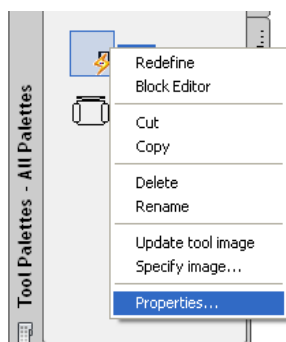 Tool Palettes - All Palettes
Redefine
Block Editor
Cut
Copy
Delete
Rename
Update tool image
Specify image...
Properties...